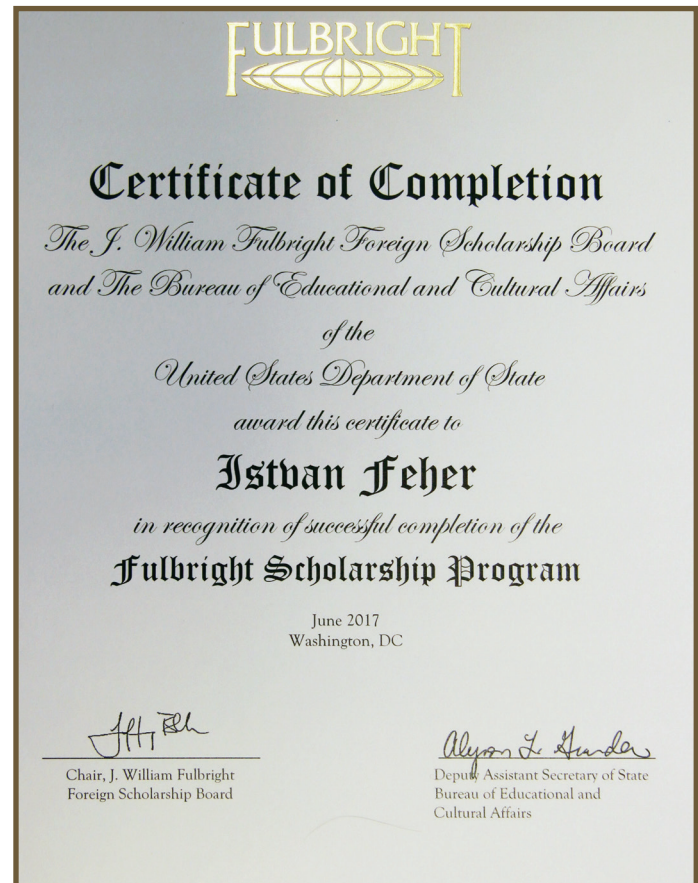 FULBRIGHT
Certificate of Completion
The J. William Fulbright Foreign Scholarship Board
and The Bureau of Educational and Cultural Affairs
of the
United States Department of State
award this certificate to
Istvan Feher
in recognition of successful completion of the
Fulbright Scholarship Program
June 2017
Washington, DC
Chair, J. William Fulbright
Foreign Scholarship Board
Deputy Assistant Secretary of State
Bureau of Educational and
Cultural Affairs